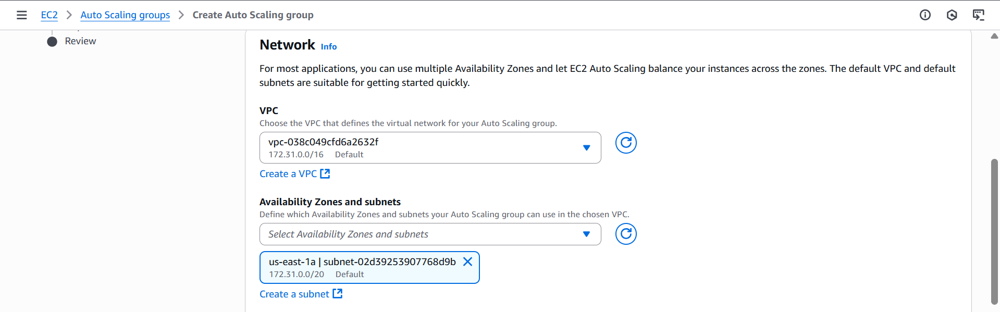 EC2 > Auto Scaling groups > Create Auto Scaling group
Review
Network Info
For most applications, you can use multiple Availability Zones and let EC2 Auto Scaling balance your instances across the zones. The default VPC and default
subnets are suitable for getting started quickly.
VPC
Choose the VPC that defines the virtual network for your Auto Scaling group.
vpc-038c049cfd6a2632f
172.31.0.0/16 Default
Create a VPC
Availability Zones and subnets
Define which Availability Zones and subnets your Auto Scaling group can use in the chosen VPC.
Select Availability Zones and subnets
us-east-1a | subnet-02d39253907768d9b
172.31.0.0/20 Default
Create a subnet